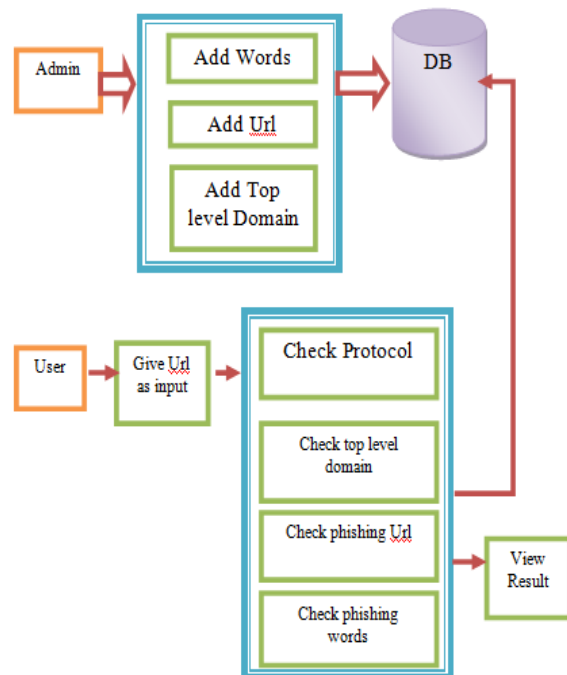 Admin
Add Words
Add Url
Add Top
level Domain
DB
User
Give Url
as input
Check Protocol
Check top level
domain
Check phishing Url
Check phishing
words
View
Result